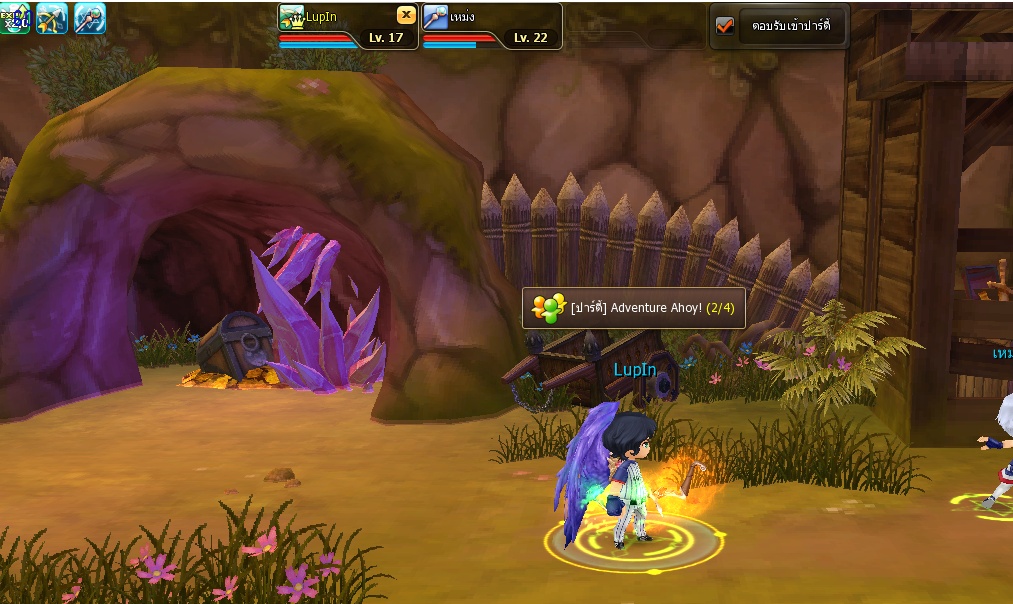 EXP
LupIn
Lv. 17
เหม่ง
Lv. 22
ตอบรับเข้าปาร์ตี้
[ปาร์ตี้] Adventure Ahoy! (2/4)
LupIn